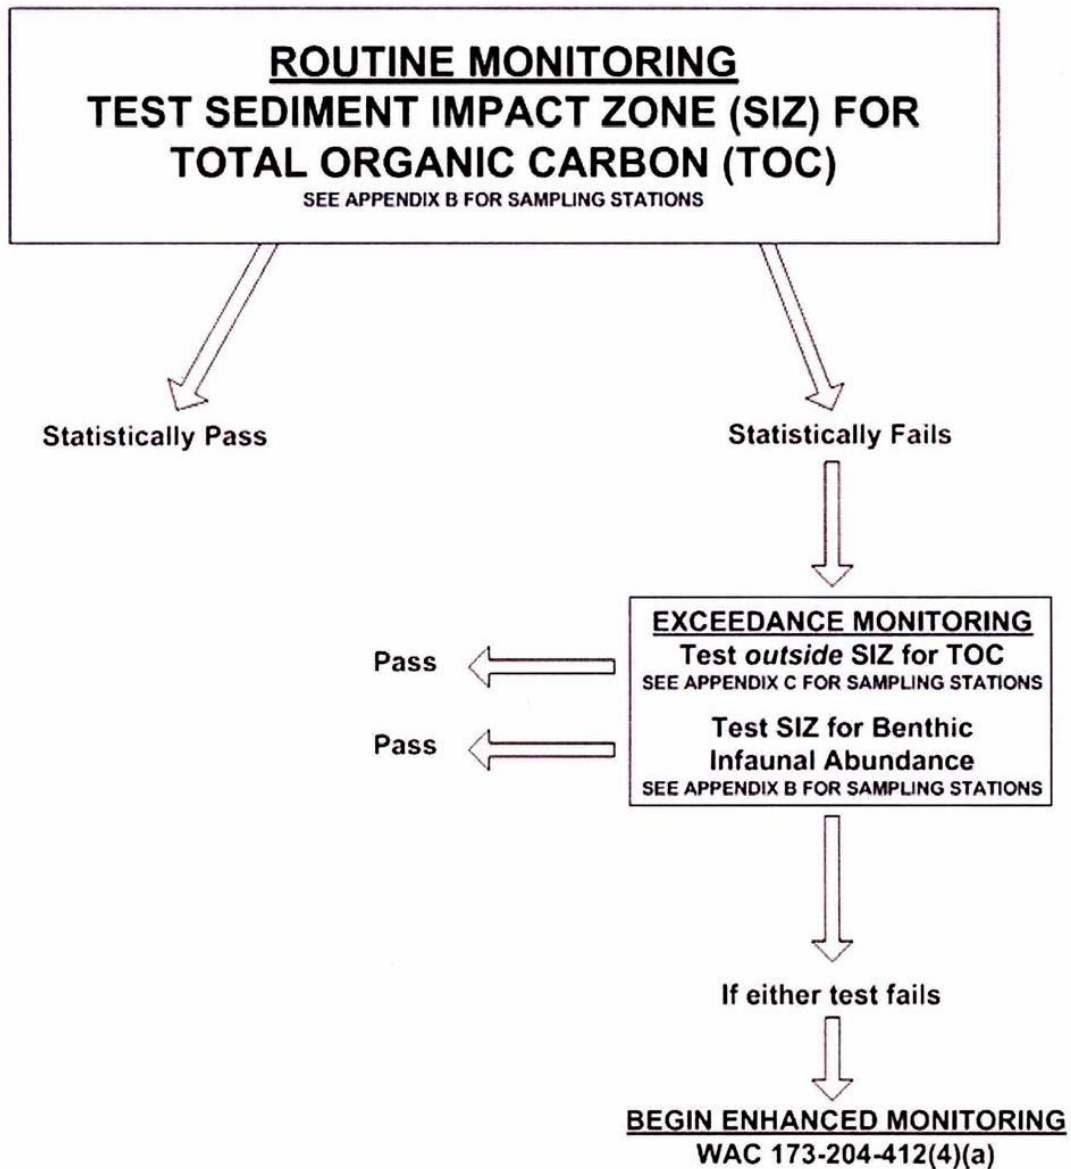 ROUTINE MONITORING
TEST SEDIMENT IMPACT ZONE (SIZ) FOR
TOTAL ORGANIC CARBON (TOC)
SEE APPENDIX B FOR SAMPLING STATIONS
Statistically Pass
Statistically Fails
EXCEEDANCE MONITORING
Test outside SIZ for TOC
SEE APPENDIX C FOR SAMPLING STATIONS
Pass
Test SIZ for Benthic
Infaunal Abundance
SEE APPENDIX B FOR SAMPLING STATIONS
Pass
If either test fails
BEGIN ENHANCED MONITORING
WAC 173-204-412(4)(a)